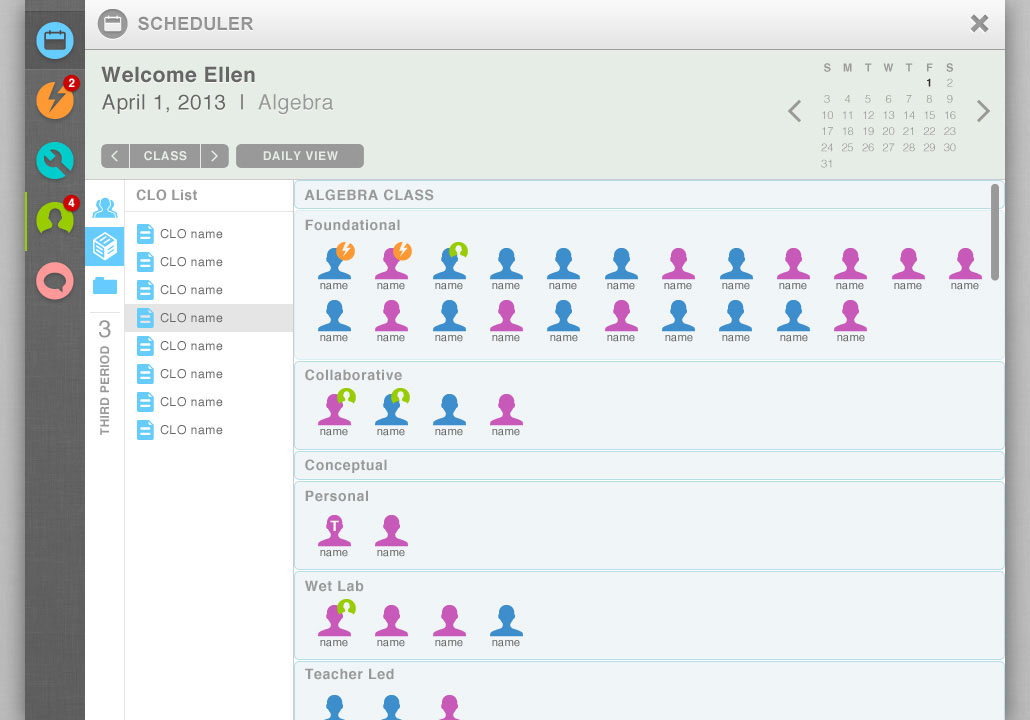 SCHEDULER
2
4
Welcome Ellen
April 1, 2013 | Algebra
CLASS
DAILY VIEW
S M T W T F S
1 2
3 4 5 6 7 8 9
10 11 12 13 14 15 16
17 18 19 20 21 22 23
24 25 26 27 28 29 30
31
THIRD PERIOD 3
CLO List
CLO name
CLO name
CLO name
CLO name
CLO name
CLO name
CLO name
CLO name
ALGEBRA CLASS
Foundational
name name name name name name name name name name name name
name name name name name name name name name name
Collaborative
name name name name
Conceptual
Personal
T
name name
Wet Lab
name name name name
Teacher Led